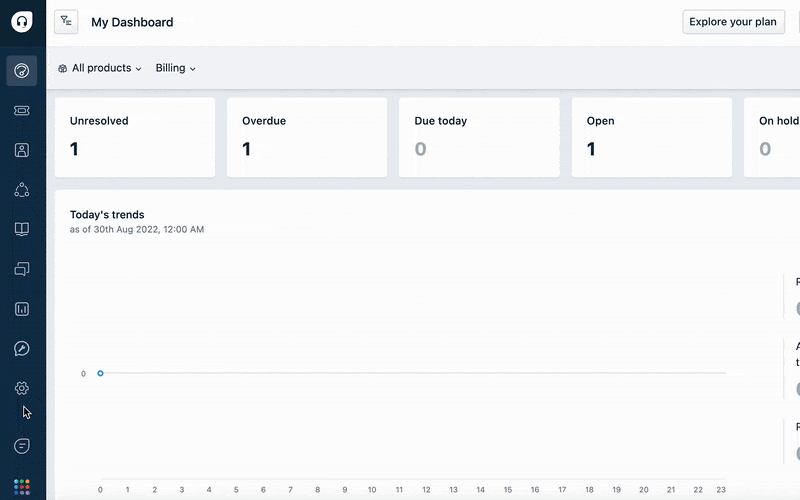 My Dashboard
Explore your plan
All products
Billing
Unresolved
1
Overdue
1
Due today
0
Open
1
On hold
0
Today's trends
as of 30th Aug 2022, 12:00 AM
0
0 1 2 3 4 5 6 7 8 9 10 11 12 13 14 15 16 17 18 19 20 21 22 23